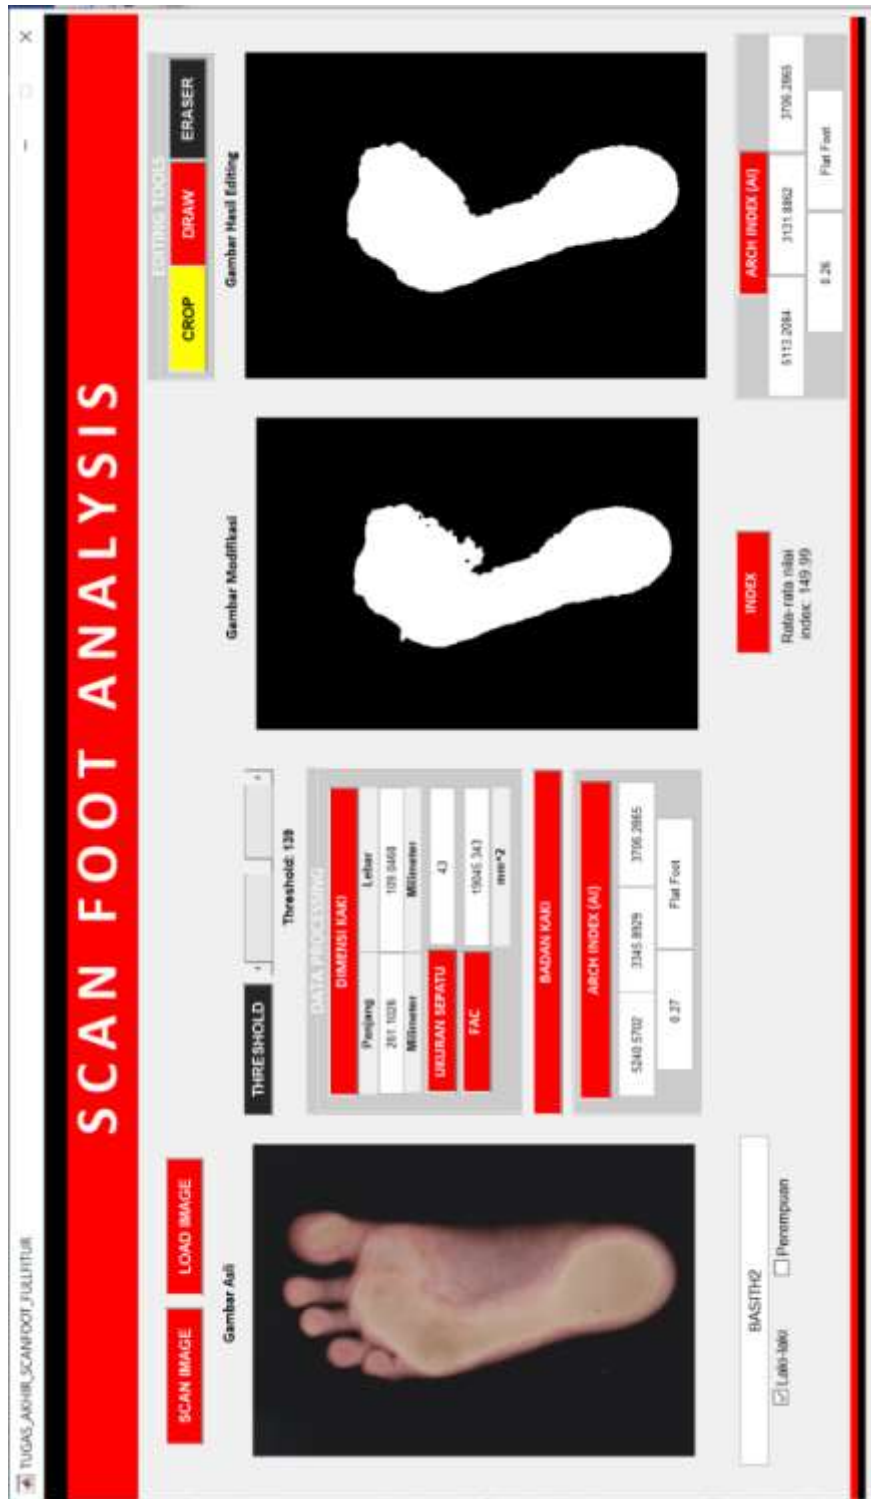 TUGAS_AKHIR_SCANFOOT_FULLFITUR
SCAN FOOT ANALYSIS
SCAN IMAGE
LOAD IMAGE
Gambar Asli
BASITH2
Laki-laki
Perempuan
THRESHOLD
Threshold: 139
DATA PROCESSING
DIMENSI KAKI
Panjang
Lebar
261.1026
109.0468
Milimeter
Milimeter
UKURAN SEPATU
43
FAC
19045.343
mm^2
BADAN KAKI
ARCH INDEX (AI)
5240.5702
3345.8929
3706.2865
0.27
Flat Foot
Gambar Modifikasi
INDEX
Rata-rata nilai
index: 149.99
EDITING TOOLS
CROP
DRAW
ERASER
Gambar Hasil Editing
ARCH INDEX (AI)
5113.2084
3131.8862
3706.2865
0.26
Flat Foot